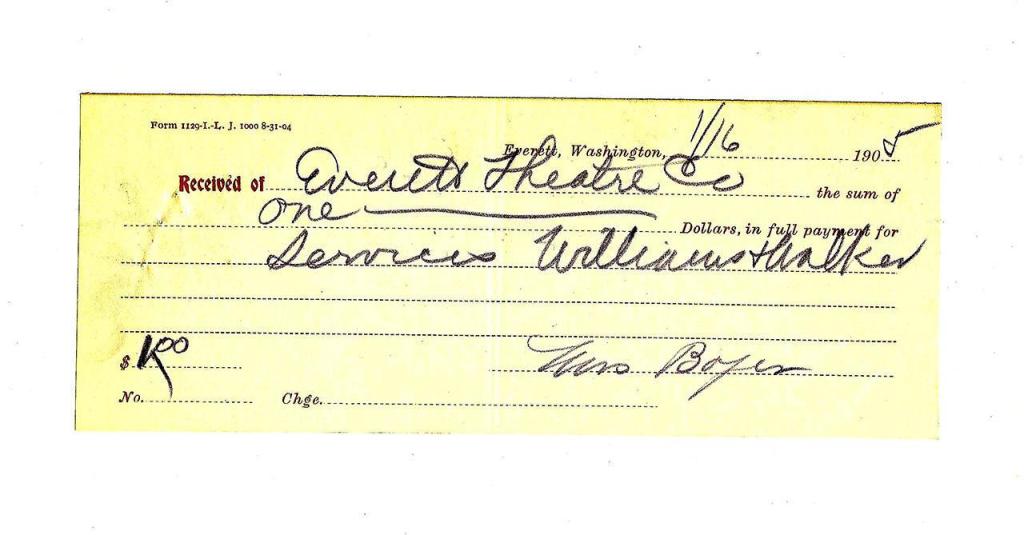 Form 1129-I.-L. J. 1000 8-31-04
Everett, Washington, 1/16 1905
Received of Everett Theatre Co the sum of
One Dollars, in full payment for
Services Williams & Walker
$ 1.00
Boyer
No. Chge.